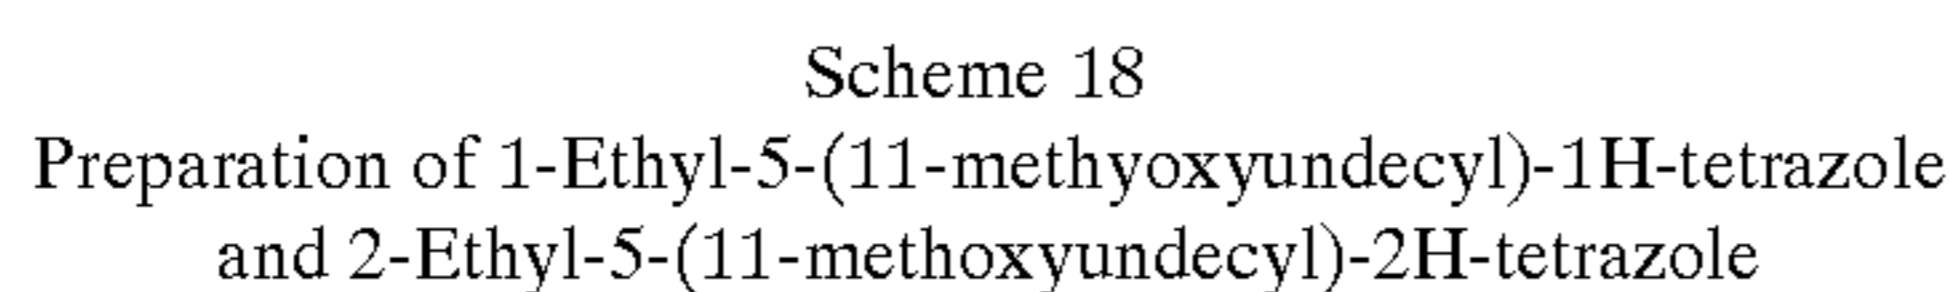 Scheme 18
Preparation of 1-Ethyl-5-(11-methyoxyundecyl)-1H-tetrazole
and 2-Ethyl-5-(11-methoxyundecyl)-2H-tetrazole